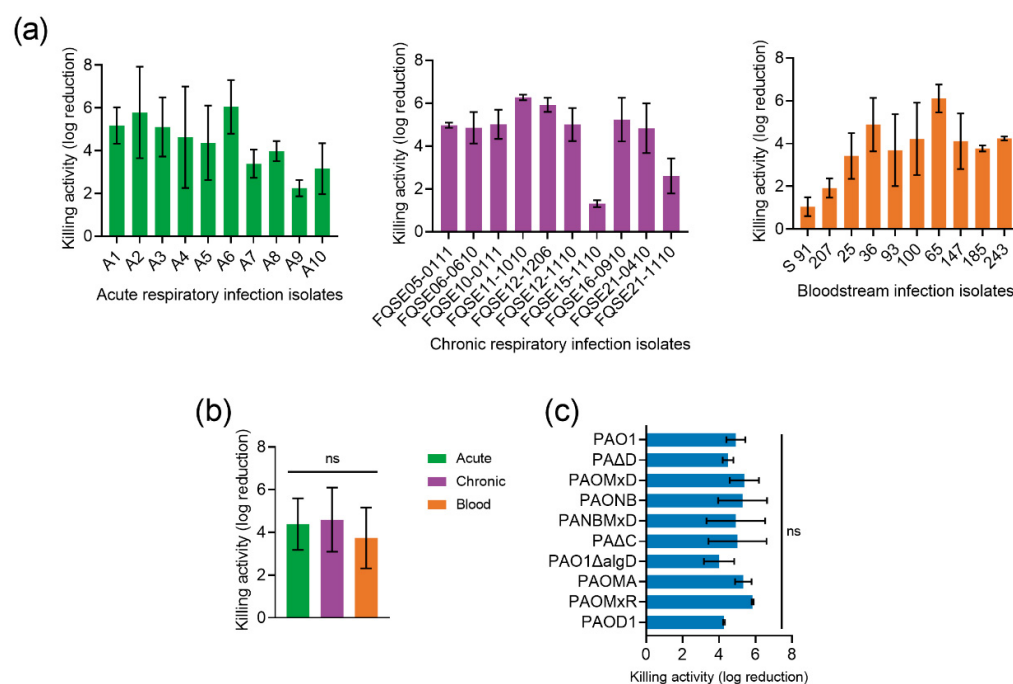 (a)
Killing activity (log reduction)
8
6
4
2
0
A1
A2
A3
A4
A5
A6
A7
A8
A9
A10
Acute respiratory infection isolates
Killing activity (log reduction)
8
6
4
2
0
FQSE05-0111
FQSE06-0610
FQSE10-0111
FQSE11-1010
FQSE12-1206
FQSE12-1110
FQSE15-1110
FQSE16-0910
FQSE21-0410
FQSE21-1110
Chronic respiratory infection isolates
Killing activity (log reduction)
8
6
4
2
0
S 91
207
25
36
93
100
65
147
185
243
Bloodstream infection isolates
(b)
Killing activity (log reduction)
8
6
4
2
0
ns
Acute
Chronic
Blood
(c)
PAO1
PAΔD
PAOMxD
PAONB
PANBMxD
PAΔC
PAO1ΔalgD
PAOMA
PAOMxR
PAOD1
ns
0 2 4 6 8
Killing activity (log reduction)